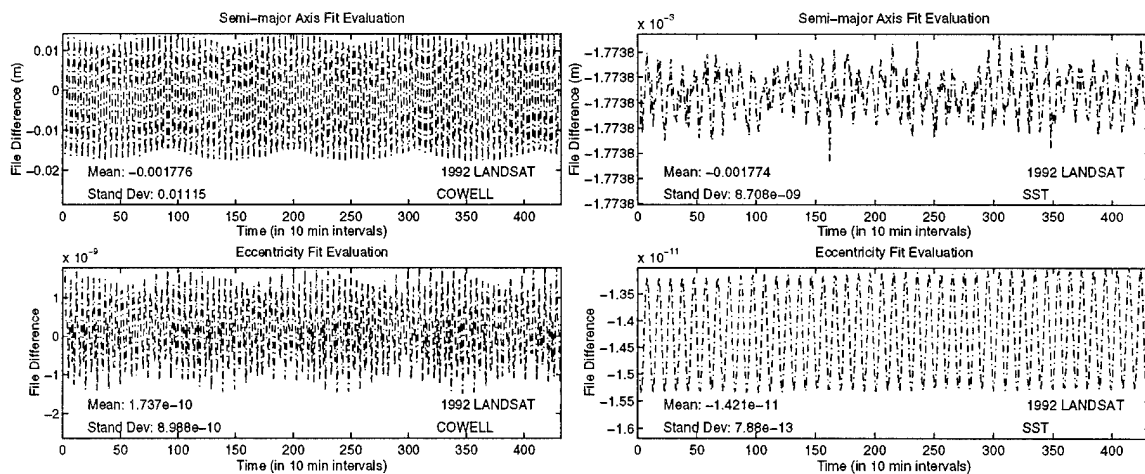 Semi-major Axis Fit Evaluation
File Difference (m)
0.01
0
-0.01
-0.02
Mean: -0.001776
Stand Dev: 0.01115
1992 LANDSAT
COWELL
0 50 100 150 200 250 300 350 400
Time (in 10 min intervals)
Semi-major Axis Fit Evaluation
x 10^-3
File Difference (m)
-1.7738
-1.7738
-1.7738
-1.7738
-1.7738
-1.7738
-1.7738
Mean: -0.001774
Stand Dev: 8.708e-09
1992 LANDSAT
SST
0 50 100 150 200 250 300 350 400
Time (in 10 min intervals)
Eccentricity Fit Evaluation
x 10^-9
File Difference
1
0
-1
-2
Mean: 1.737e-10
Stand Dev: 8.988e-10
1992 LANDSAT
COWELL
0 50 100 150 200 250 300 350 400
Time (in 10 min intervals)
Eccentricity Fit Evaluation
x 10^-11
File Difference
-1.35
-1.4
-1.45
-1.5
-1.55
-1.6
Mean: -1.421e-11
Stand Dev: 7.88e-13
1992 LANDSAT
SST
0 50 100 150 200 250 300 350 400
Time (in 10 min intervals)